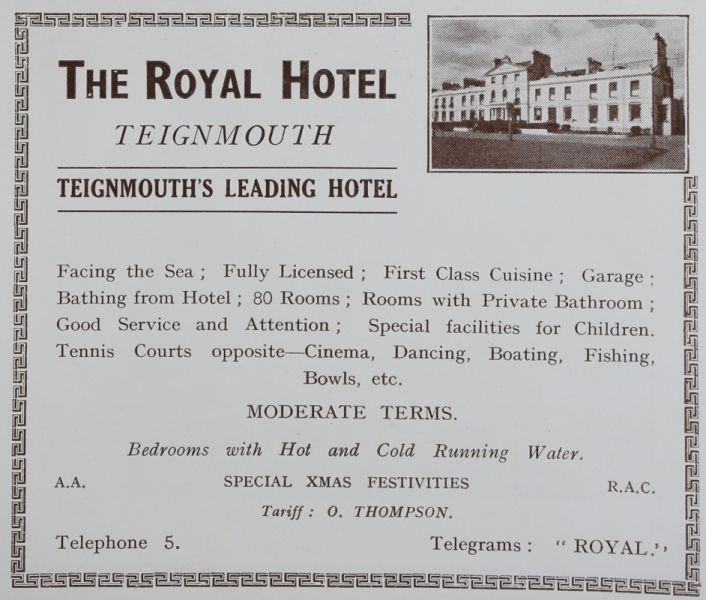 THE ROYAL HOTEL
TEIGNMOUTH
TEIGNMOUTH'S LEADING HOTEL
Facing the Sea ; Fully Licensed ; First Class Cuisine ; Garage ;
Bathing from Hotel ; 80 Rooms ; Rooms with Private Bathroom ;
Good Service and Attention ; Special facilities for Children.
Tennis Courts opposite—Cinema, Dancing, Boating, Fishing,
Bowls, etc.
MODERATE TERMS.
Bedrooms with Hot and Cold Running Water.
A.A. SPECIAL XMAS FESTIVITIES R.A.C.
Tariff : O. THOMPSON.
Telephone 5. Telegrams : "ROYAL."